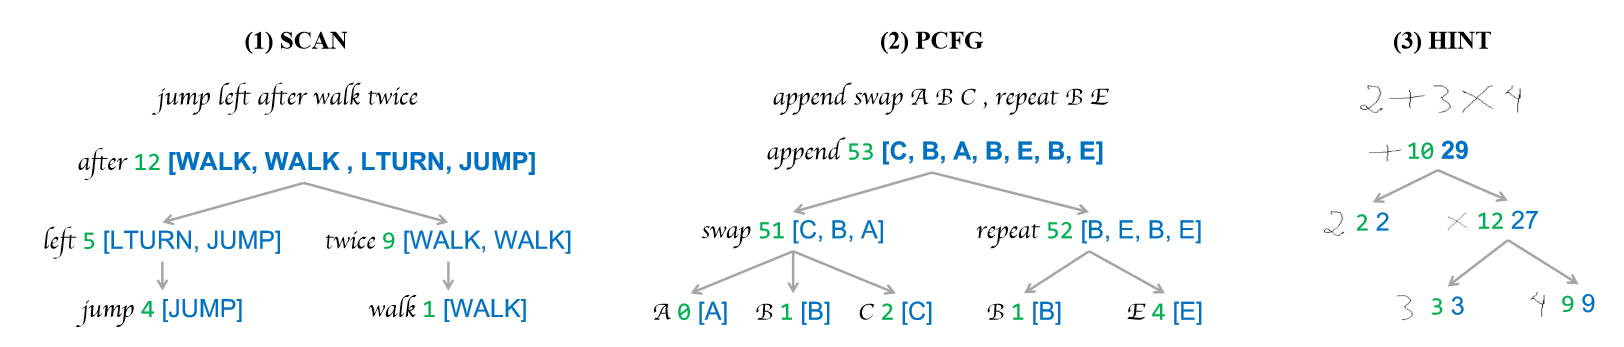 (1) SCAN
jump left after walk twice
after 12 [WALK, WALK , LTURN, JUMP]
left 5 [LTURN, JUMP] twice 9 [WALK, WALK]
jump 4 [JUMP] walk 1 [WALK]
(2) PCFG
append swap A B C , repeat B E
append 53 [C, B, A, B, E, B, E]
swap 51 [C, B, A] repeat 52 [B, E, B, E]
A 0 [A] B 1 [B] C 2 [C] B 1 [B] E 4 [E]
(3) HINT
2+3×4
+ 10 29
2 2 2 × 12 27
3 3 3 4 9 9